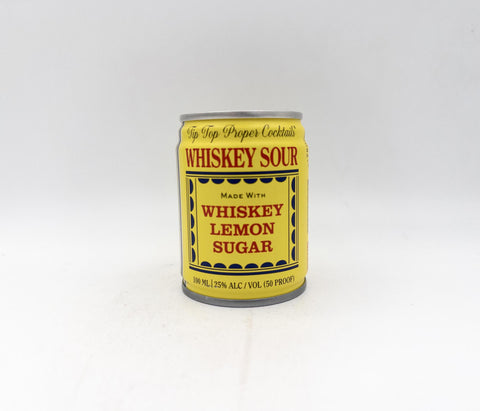 Tip Top Proper Cocktails
WHISKEY SOUR
MADE WITH
WHISKEY
LEMON
SUGAR
100 ML | 25% ALC / VOL (50 PROOF)